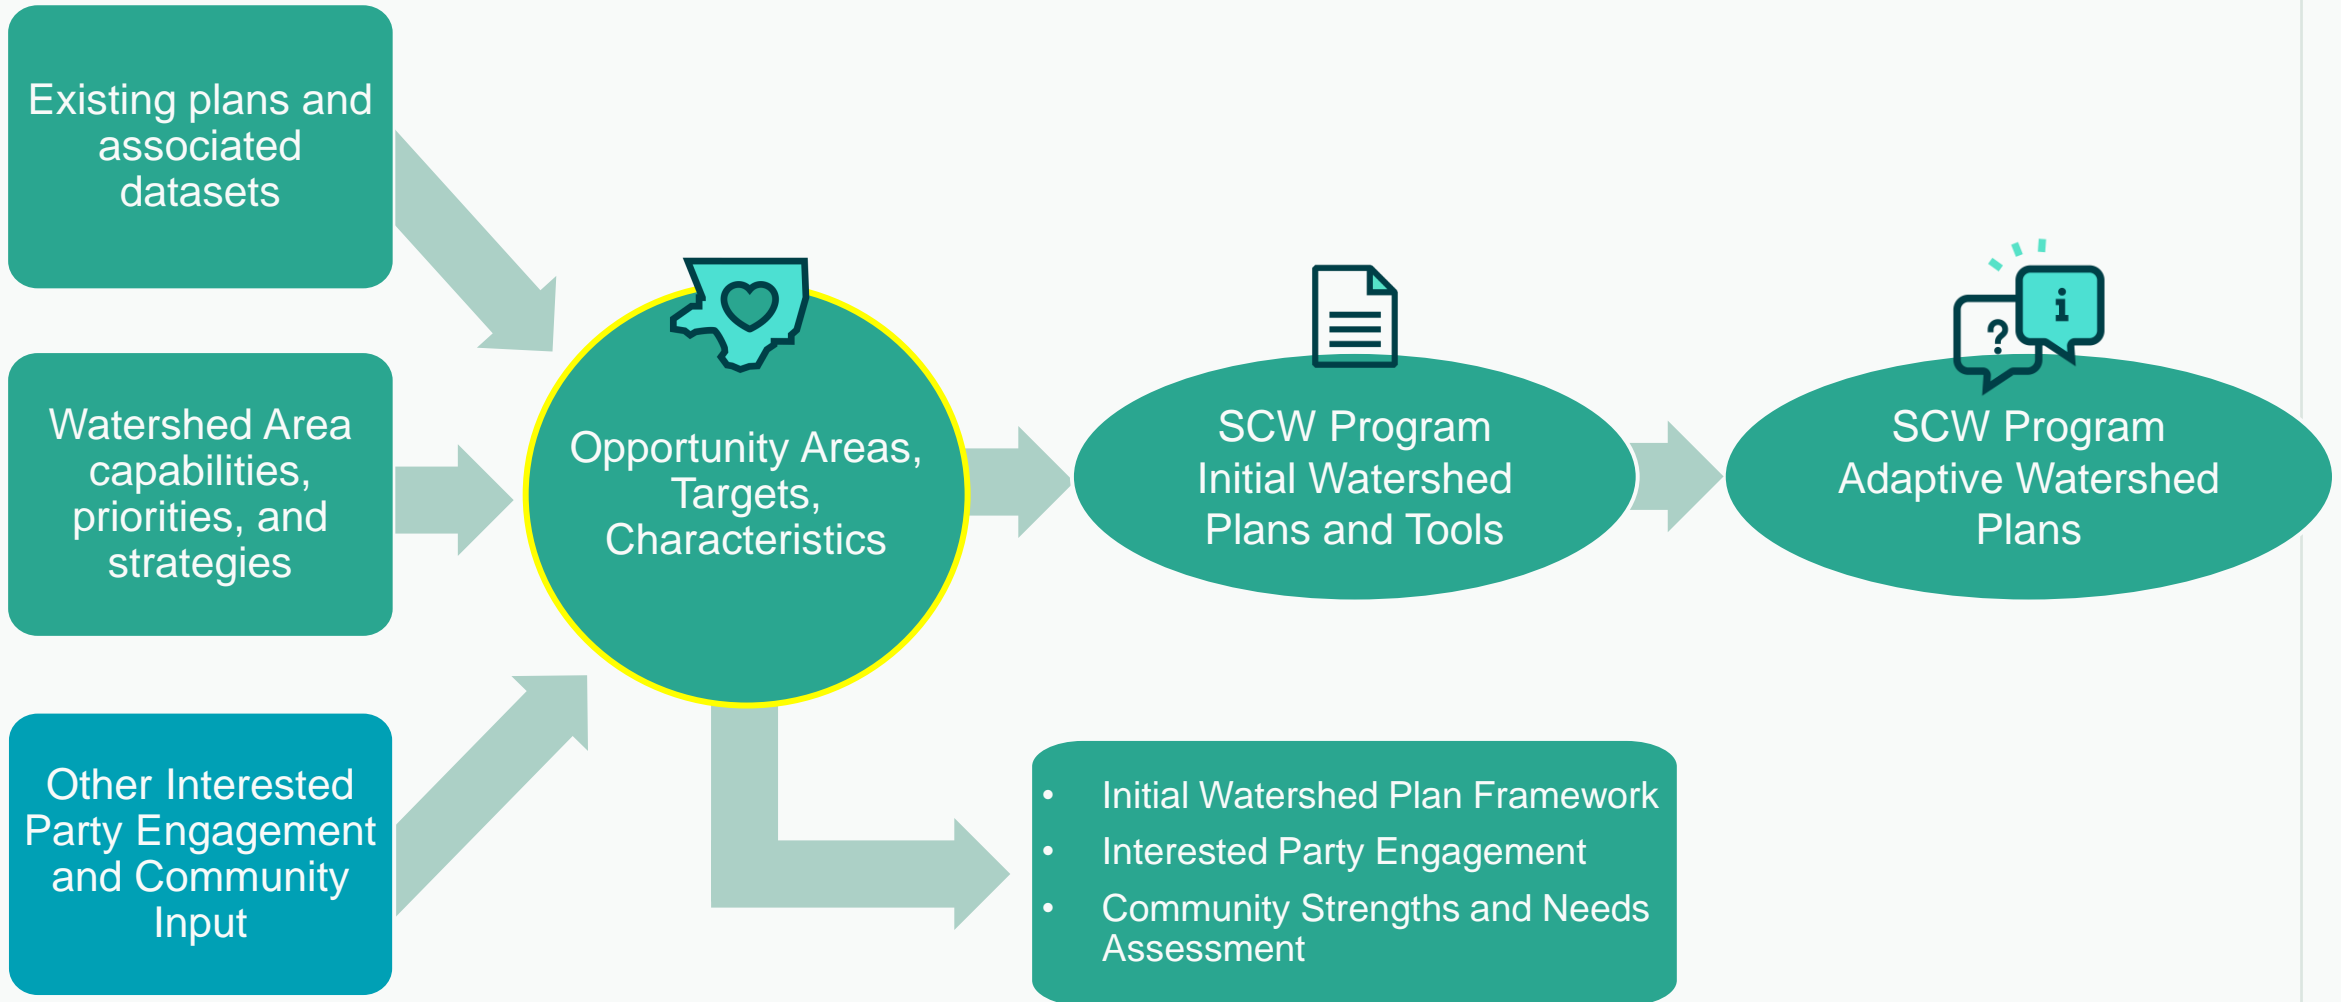 Existing plans and
associated
datasets
Watershed Area
capabilities,
priorities, and
strategies
Other Interested
Party Engagement
and Community
Input
Opportunity Areas,
Targets,
Characteristics
SCW Program
Initial Watershed
Plans and Tools
?
i
SCW Program
Adaptive Watershed
Plans
• Initial Watershed Plan Framework
• Interested Party Engagement
• Community Strengths and Needs
Assessment